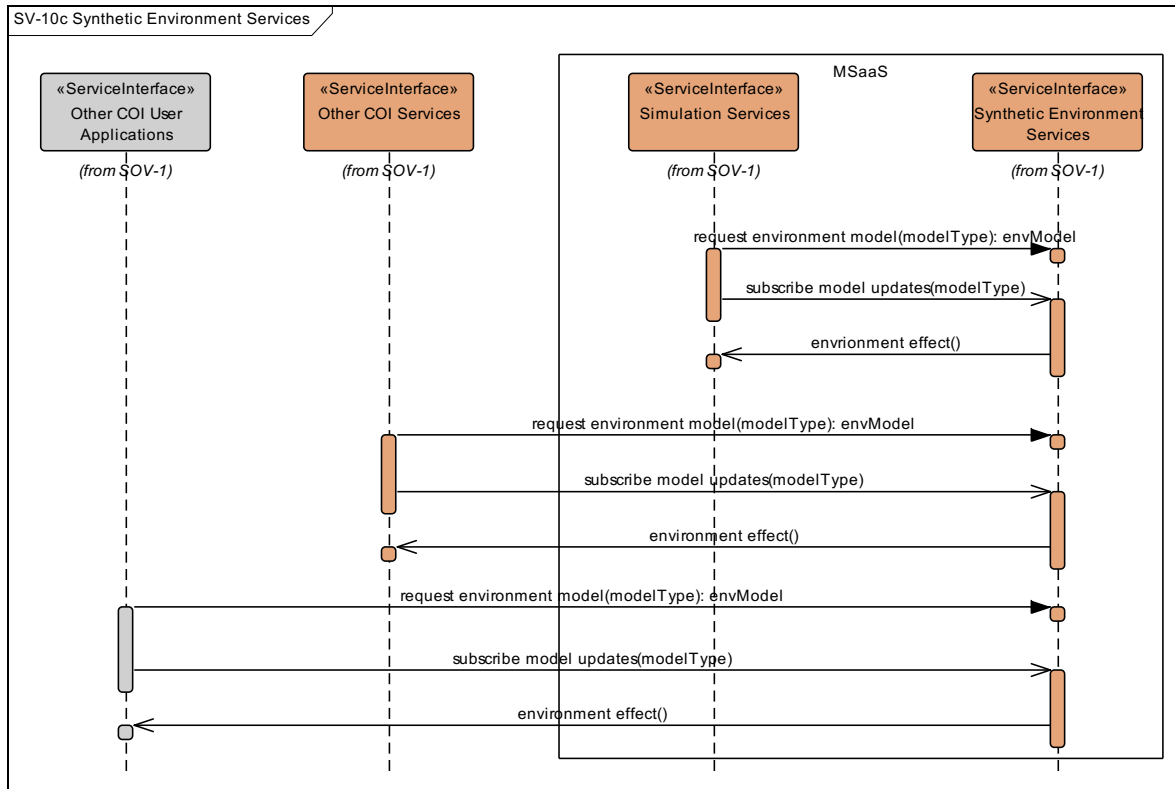 SV-10c Synthetic Environment Services
MSaaS
«ServiceInterface»
Other COI User
Applications
(from SOV-1)
«ServiceInterface»
Other COI Services
(from SOV-1)
«ServiceInterface»
Simulation Services
(from SOV-1)
«ServiceInterface»
Synthetic Environment
Services
(from SOV-1)
request environment model(modelType): envModel
subscribe model updates(modelType)
envrionment effect()
request environment model(modelType): envModel
subscribe model updates(modelType)
environment effect()
request environment model(modelType): envModel
subscribe model updates(modelType)
environment effect()